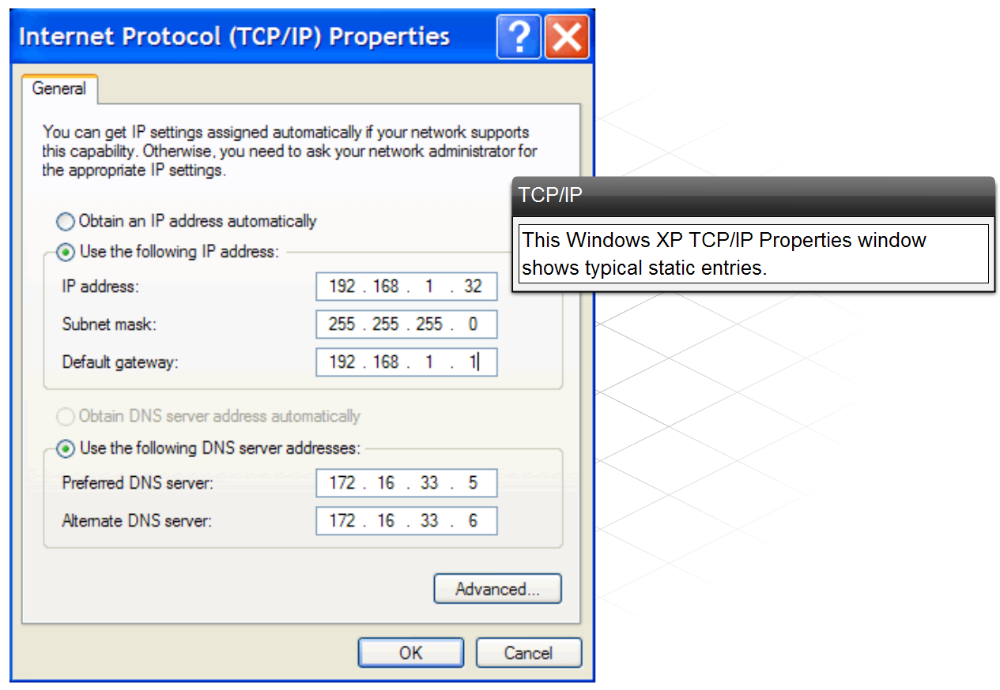 Internet Protocol (TCP/IP) Properties
General
You can get IP settings assigned automatically if your network supports
this capability. Otherwise, you need to ask your network administrator for
the appropriate IP settings.
TCP/IP
This Windows XP TCP/IP Properties window
shows typical static entries.
Obtain an IP address automatically
Use the following IP address:
IP address: 192 . 168 . 1 . 32
Subnet mask: 255 . 255 . 255 . 0
Default gateway: 192 . 168 . 1 . 1
Obtain DNS server address automatically
Use the following DNS server addresses:
Preferred DNS server: 172 . 16 . 33 . 5
Alternate DNS server: 172 . 16 . 33 . 6
Advanced...
OK Cancel